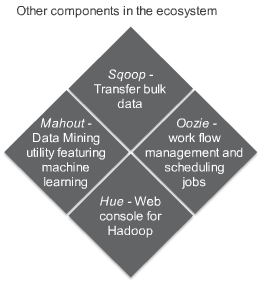 Other components in the ecosystem
Sqoop -
Transfer bulk
data
Mahout -
Data Mining
utility featuring
machine
learning
Oozie -
work flow
management and
scheduling
jobs
Hue - Web
console for
Hadoop